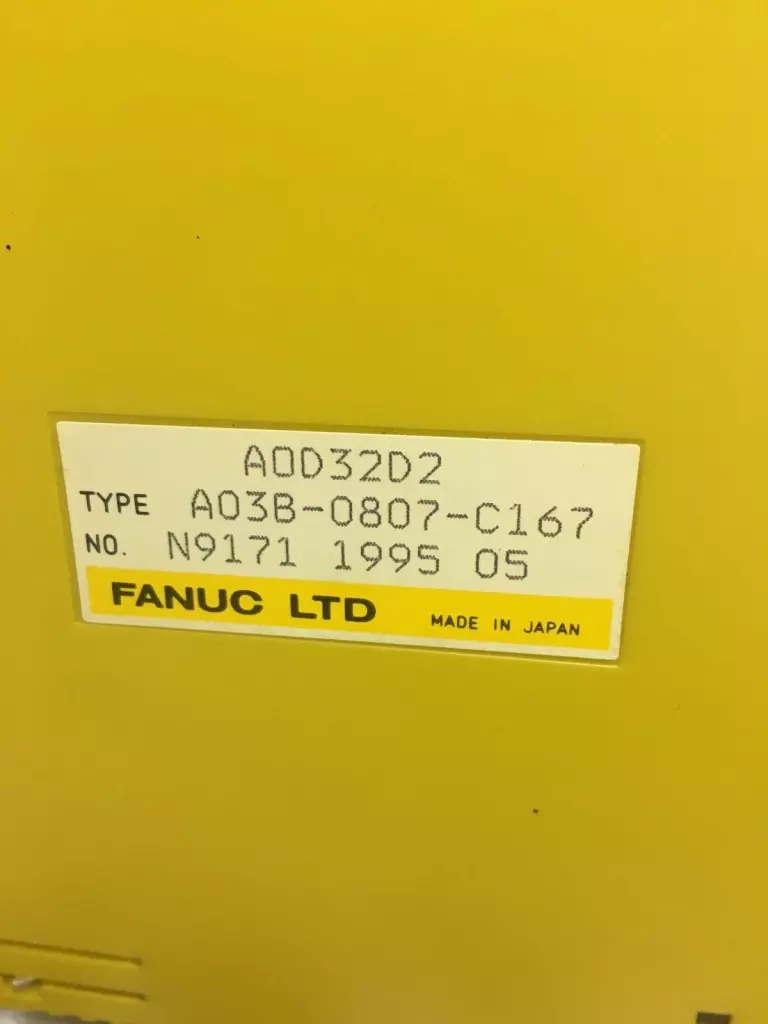 AOD32D2
TYPE A03B-0807-C167
NO. N9171 1995 05
FANUC LTD MADE IN JAPAN